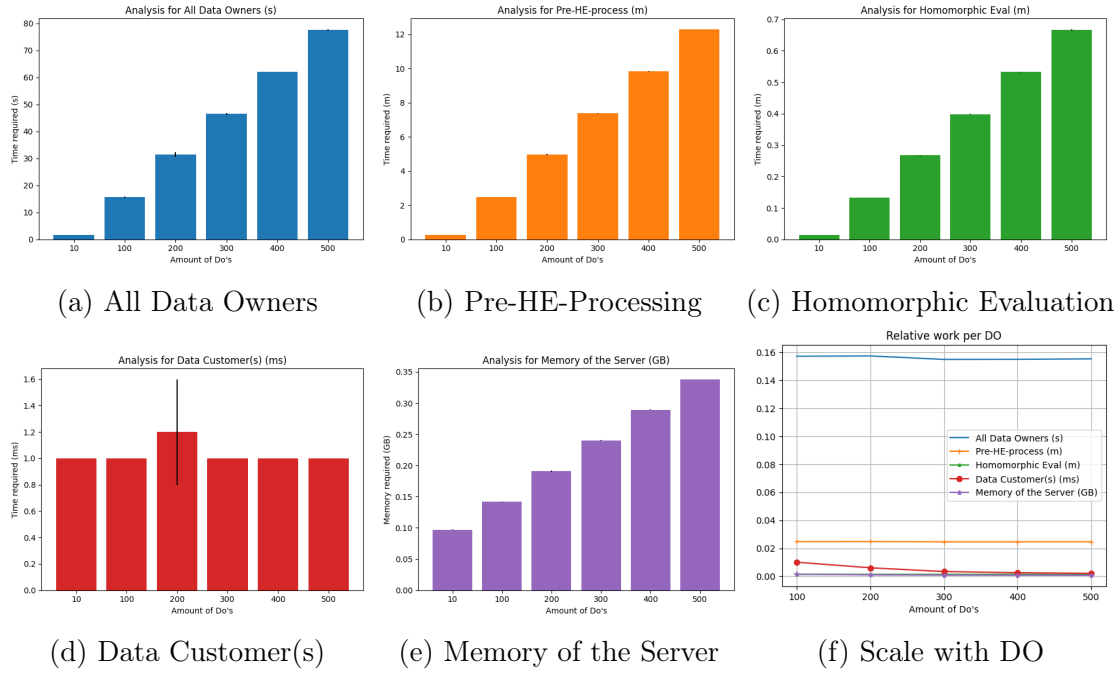 Analysis for All Data Owners (s)
Time required (s)
80
70
60
50
40
30
20
10
0
10 100 200 300 400 500
Amount of Do's
(a) All Data Owners
Analysis for Pre-HE-process (m)
Time required (m)
12
10
8
6
4
2
0
10 100 200 300 400 500
Amount of Do's
(b) Pre-HE-Processing
Analysis for Homomorphic Eval (m)
Time required (m)
0.7
0.6
0.5
0.4
0.3
0.2
0.1
0.0
10 100 200 300 400 500
Amount of Do's
(c) Homomorphic Evaluation
Analysis for Data Customer(s) (ms)
Time required (ms)
1.6
1.4
1.2
1.0
0.8
0.6
0.4
0.2
0.0
10 100 200 300 400 500
Amount of Do's
(d) Data Customer(s)
Analysis for Memory of the Server (GB)
Memory required (GB)
0.35
0.30
0.25
0.20
0.15
0.10
0.05
0.00
10 100 200 300 400 500
Amount of Do's
(e) Memory of the Server
Relative work per DO
0.16
0.14
0.12
0.10
0.08
0.06
0.04
0.02
0.00
All Data Owners (s)
Pre-HE-process (m)
Homomorphic Eval (m)
Data Customer(s) (ms)
Memory of the Server (GB)
100 200 300 400 500
Amount of Do's
(f) Scale with DO